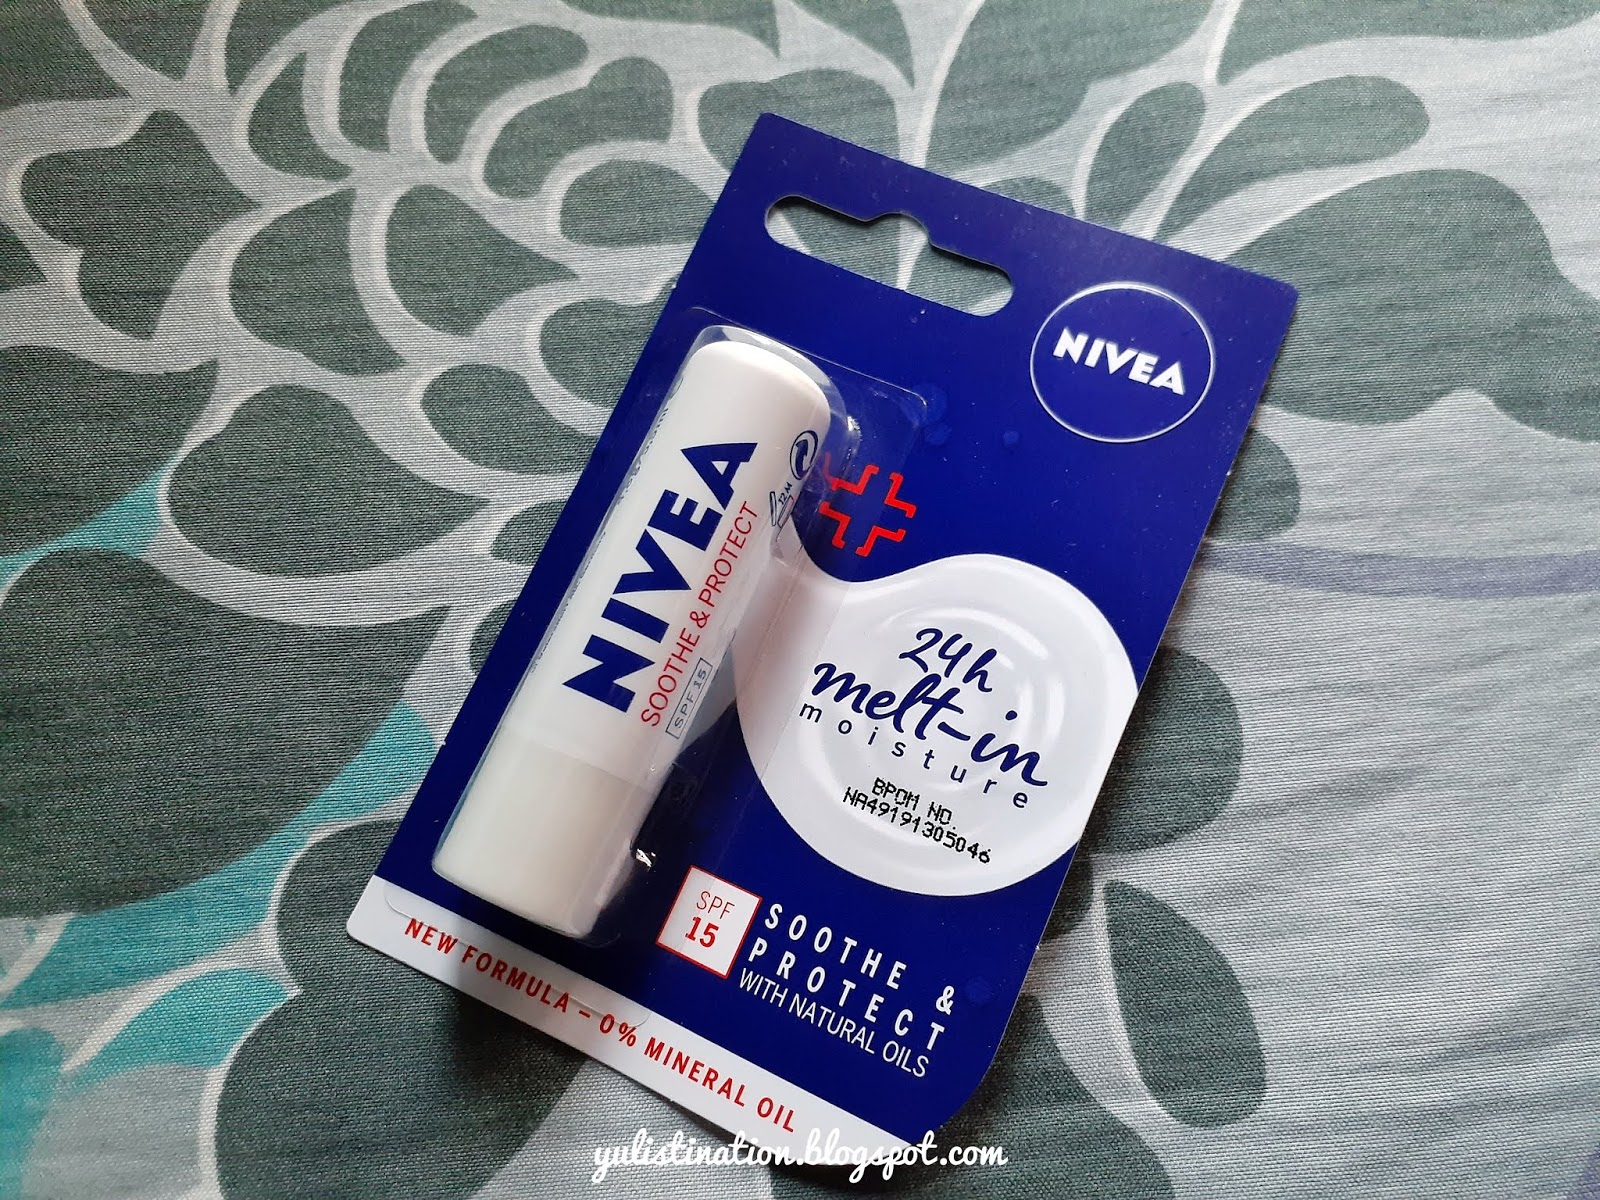 NIVEA
NIVEA
SOOTHE & PROTECT
SPF 15
12M
24h
melt-in
moisture
BPOM NO.
NA49191305046
SPF
15
SOOTHE &
PROTECT
WITH NATURAL OILS
NEW FORMULA – 0% MINERAL OIL
yulistination.blogspot.com